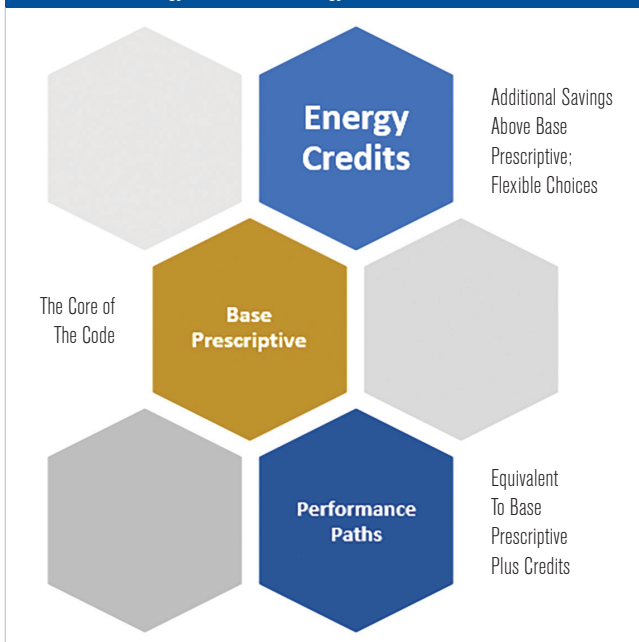 Energy
Credits
Additional Savings
Above Base
Prescriptive;
Flexible Choices
The Core of
The Code
Base
Prescriptive
Performance
Paths
Equivalent
To Base
Prescriptive
Plus Credits